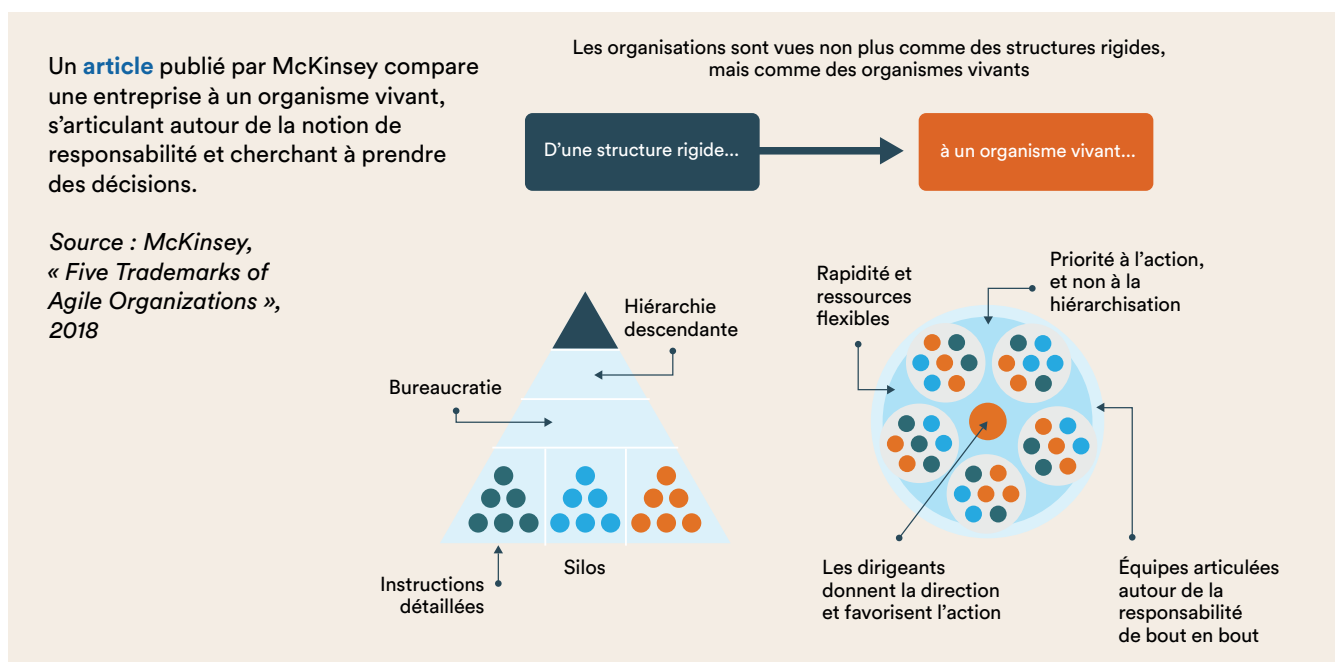 Un article publié par McKinsey compare
une entreprise à un organisme vivant,
s’articulant autour de la notion de
responsabilité et cherchant à prendre
des décisions.
Source : McKinsey,
« Five Trademarks of
Agile Organizations »,
2018
Les organisations sont vues non plus comme des structures rigides,
mais comme des organismes vivants
D’une structure rigide...
à un organisme vivant...
Hiérarchie
descendante
Bureaucratie
Instructions
détaillées
Silos
Rapidité et
ressources
flexibles
Priorité à l’action,
et non à la
hiérarchisation
Les dirigeants
donnent la direction
et favorisent l’action
Équipes articulées
autour de la
responsabilité
de bout en bout